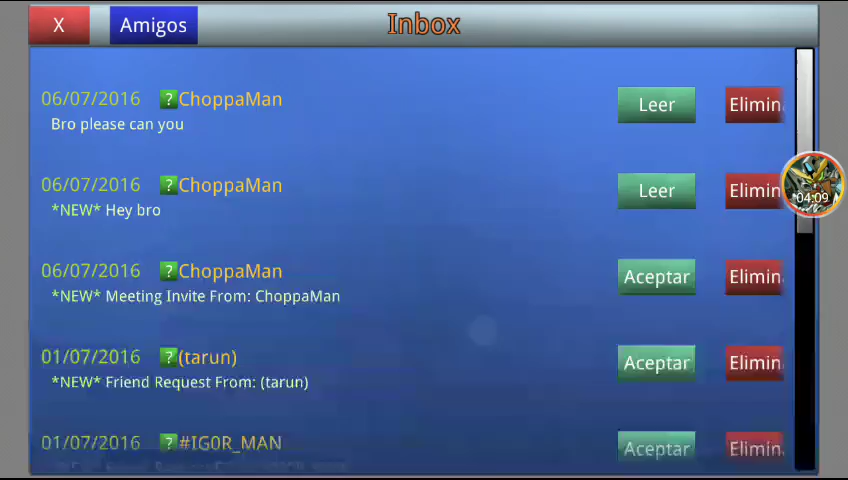 X
Amigos
Inbox
06/07/2016 ? ChoppaMan
Bro please can you
Leer
Elimin
06/07/2016 ? ChoppaMan
*NEW* Hey bro
Leer
Elimin
04:09
06/07/2016 ? ChoppaMan
*NEW* Meeting Invite From: ChoppaMan
Aceptar
Elimin
01/07/2016 ? (tarun)
*NEW* Friend Request From: (tarun)
Aceptar
Elimin
01/07/2016 ? #IG0R_MAN
Aceptar
Elimin